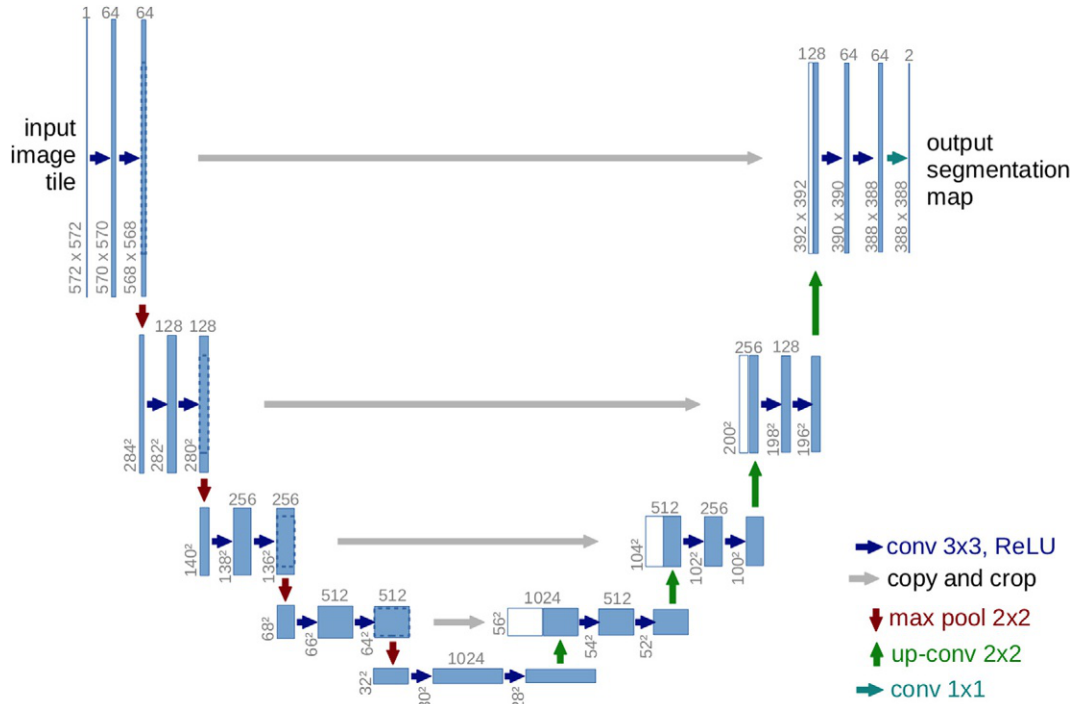 1 64 64
128
64 64 2
input
image
tile
output
segmentation
map
572 x 572
570 x 570
568 x 568
392 x 392
390 x 390
388 x 388
388 x 388
128 128
256 128
284²
282²
280²
200²
198²
196²
256 256
512 256
140²
138²
136²
104²
102²
100²
512 512
1024 512
68²
66²
64²
56²
54²
52²
1024
32²
30²
28²
conv 3x3, ReLU
copy and crop
max pool 2x2
up-conv 2x2
conv 1x1